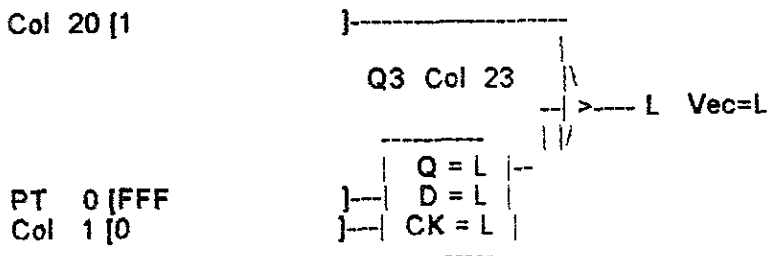 Col 20 [1 ]--------------------
Q3 Col 23
--| >---- L Vec=L
| Q = L |--
PT 0 [FFF ]---| D = L |
Col 1 [0 ]---| CK = L |